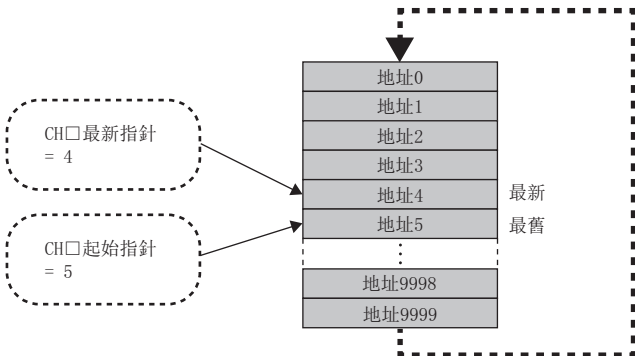 地址0
地址1
地址2
地址3
地址4
地址5
⋮
地址9998
地址9999
CH□最新指針
= 4
CH□起始指針
= 5
最新
最舊